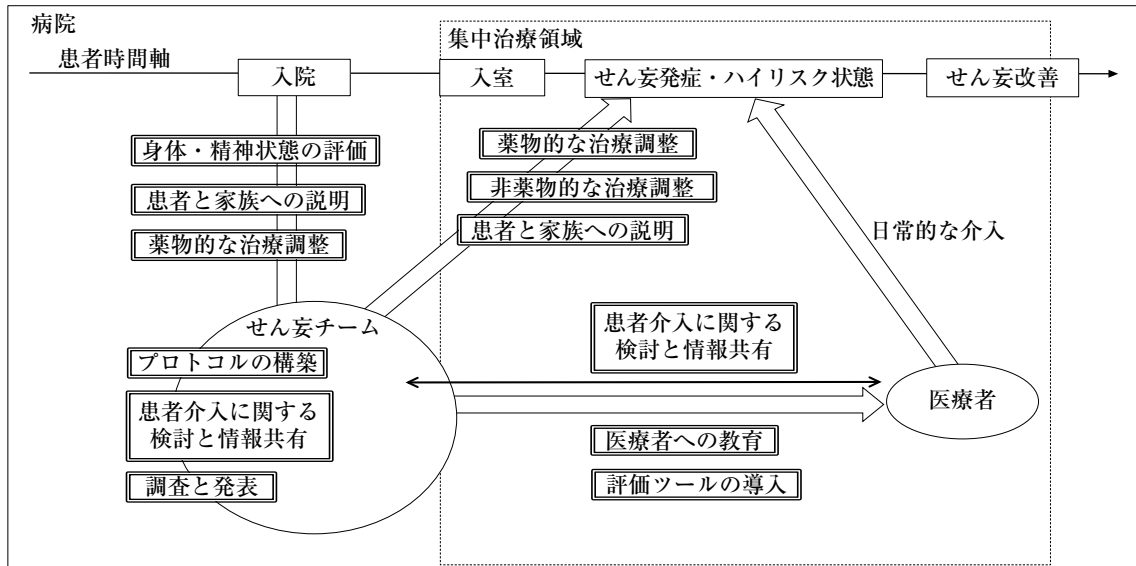 病院
集中治療領域
患者時間軸
入院
入室
せん妄発症・ハイリスク状態
せん妄改善
身体・精神状態の評価
患者と家族への説明
薬物的な治療調整
薬物的な治療調整
非薬物的な治療調整
患者と家族への説明
日常的な介入
せん妄チーム
プロトコルの構築
患者介入に関する
検討と情報共有
調査と発表
患者介入に関する
検討と情報共有
医療者への教育
評価ツールの導入
医療者